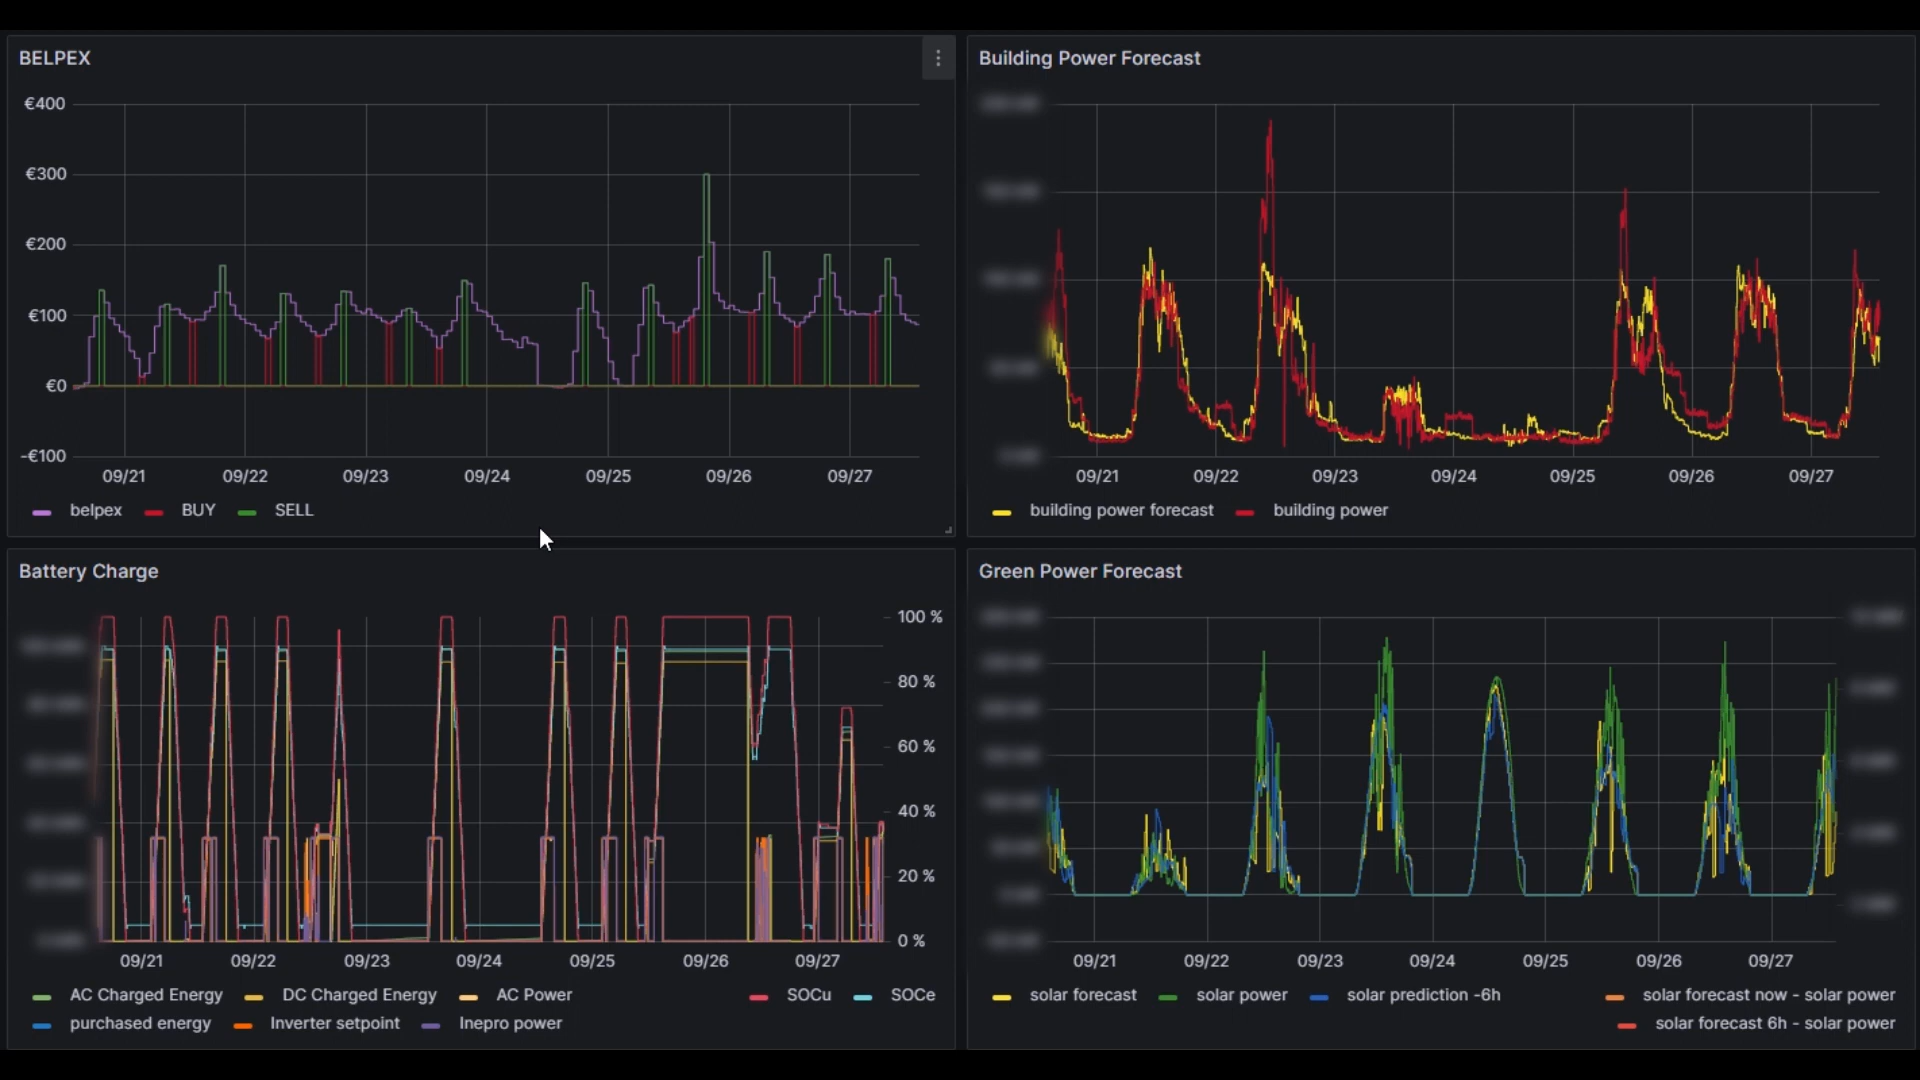 BELPEX
€400
€300
€200
€100
€0
-€100
09/21 09/22 09/23 09/24 09/25 09/26 09/27
belpex BUY SELL
Building Power Forecast
09/21 09/22 09/23 09/24 09/25 09/26 09/27
building power forecast building power
Battery Charge
100 %
80 %
60 %
40 %
20 %
0 %
09/21 09/22 09/23 09/24 09/25 09/26 09/27
AC Charged Energy DC Charged Energy AC Power SOCu SOCe
purchased energy Inverter setpoint Inepro power
Green Power Forecast
09/21 09/22 09/23 09/24 09/25 09/26 09/27
solar forecast solar power solar prediction -6h solar forecast now - solar power
solar forecast 6h - solar power